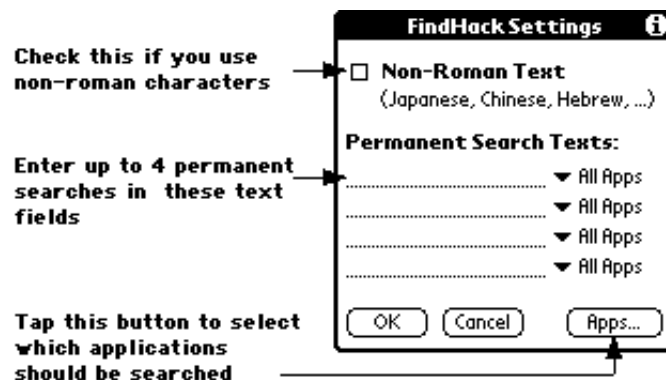 FindHack Settings
Check this if you use
non-roman characters
Non-Roman Text
(Japanese, Chinese, Hebrew, ...)
Permanent Search Texts:
Enter up to 4 permanent
searches in these text
fields
All Apps
All Apps
All Apps
All Apps
Tap this button to select
which applications
should be searched
OK
Cancel
Apps...